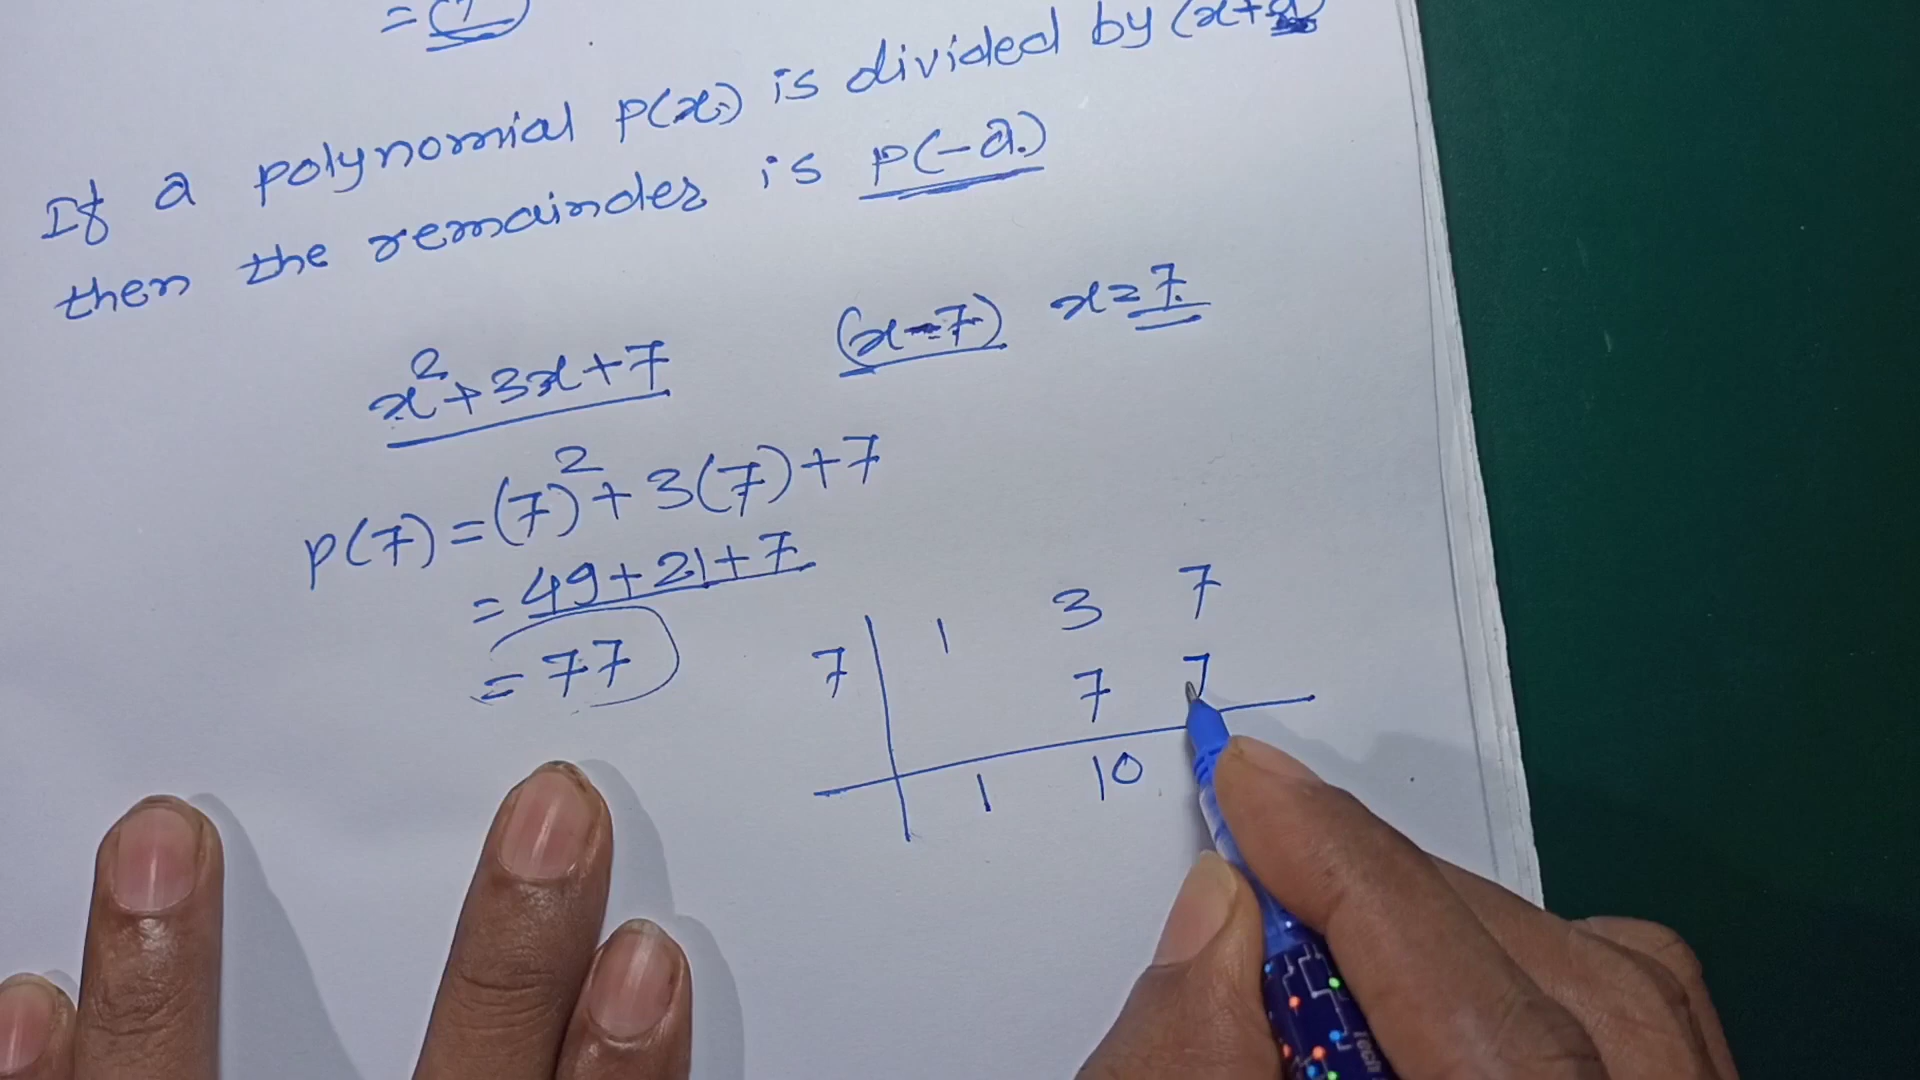 If a polynomial P(x) is divided by (x+a)
then the remainder is P(-a)
x²+3x+7 (x-7) x=7
P(7)=(7)²+3(7)+7
=49+21+7
=77
1 3 7
7 7 7
1 10